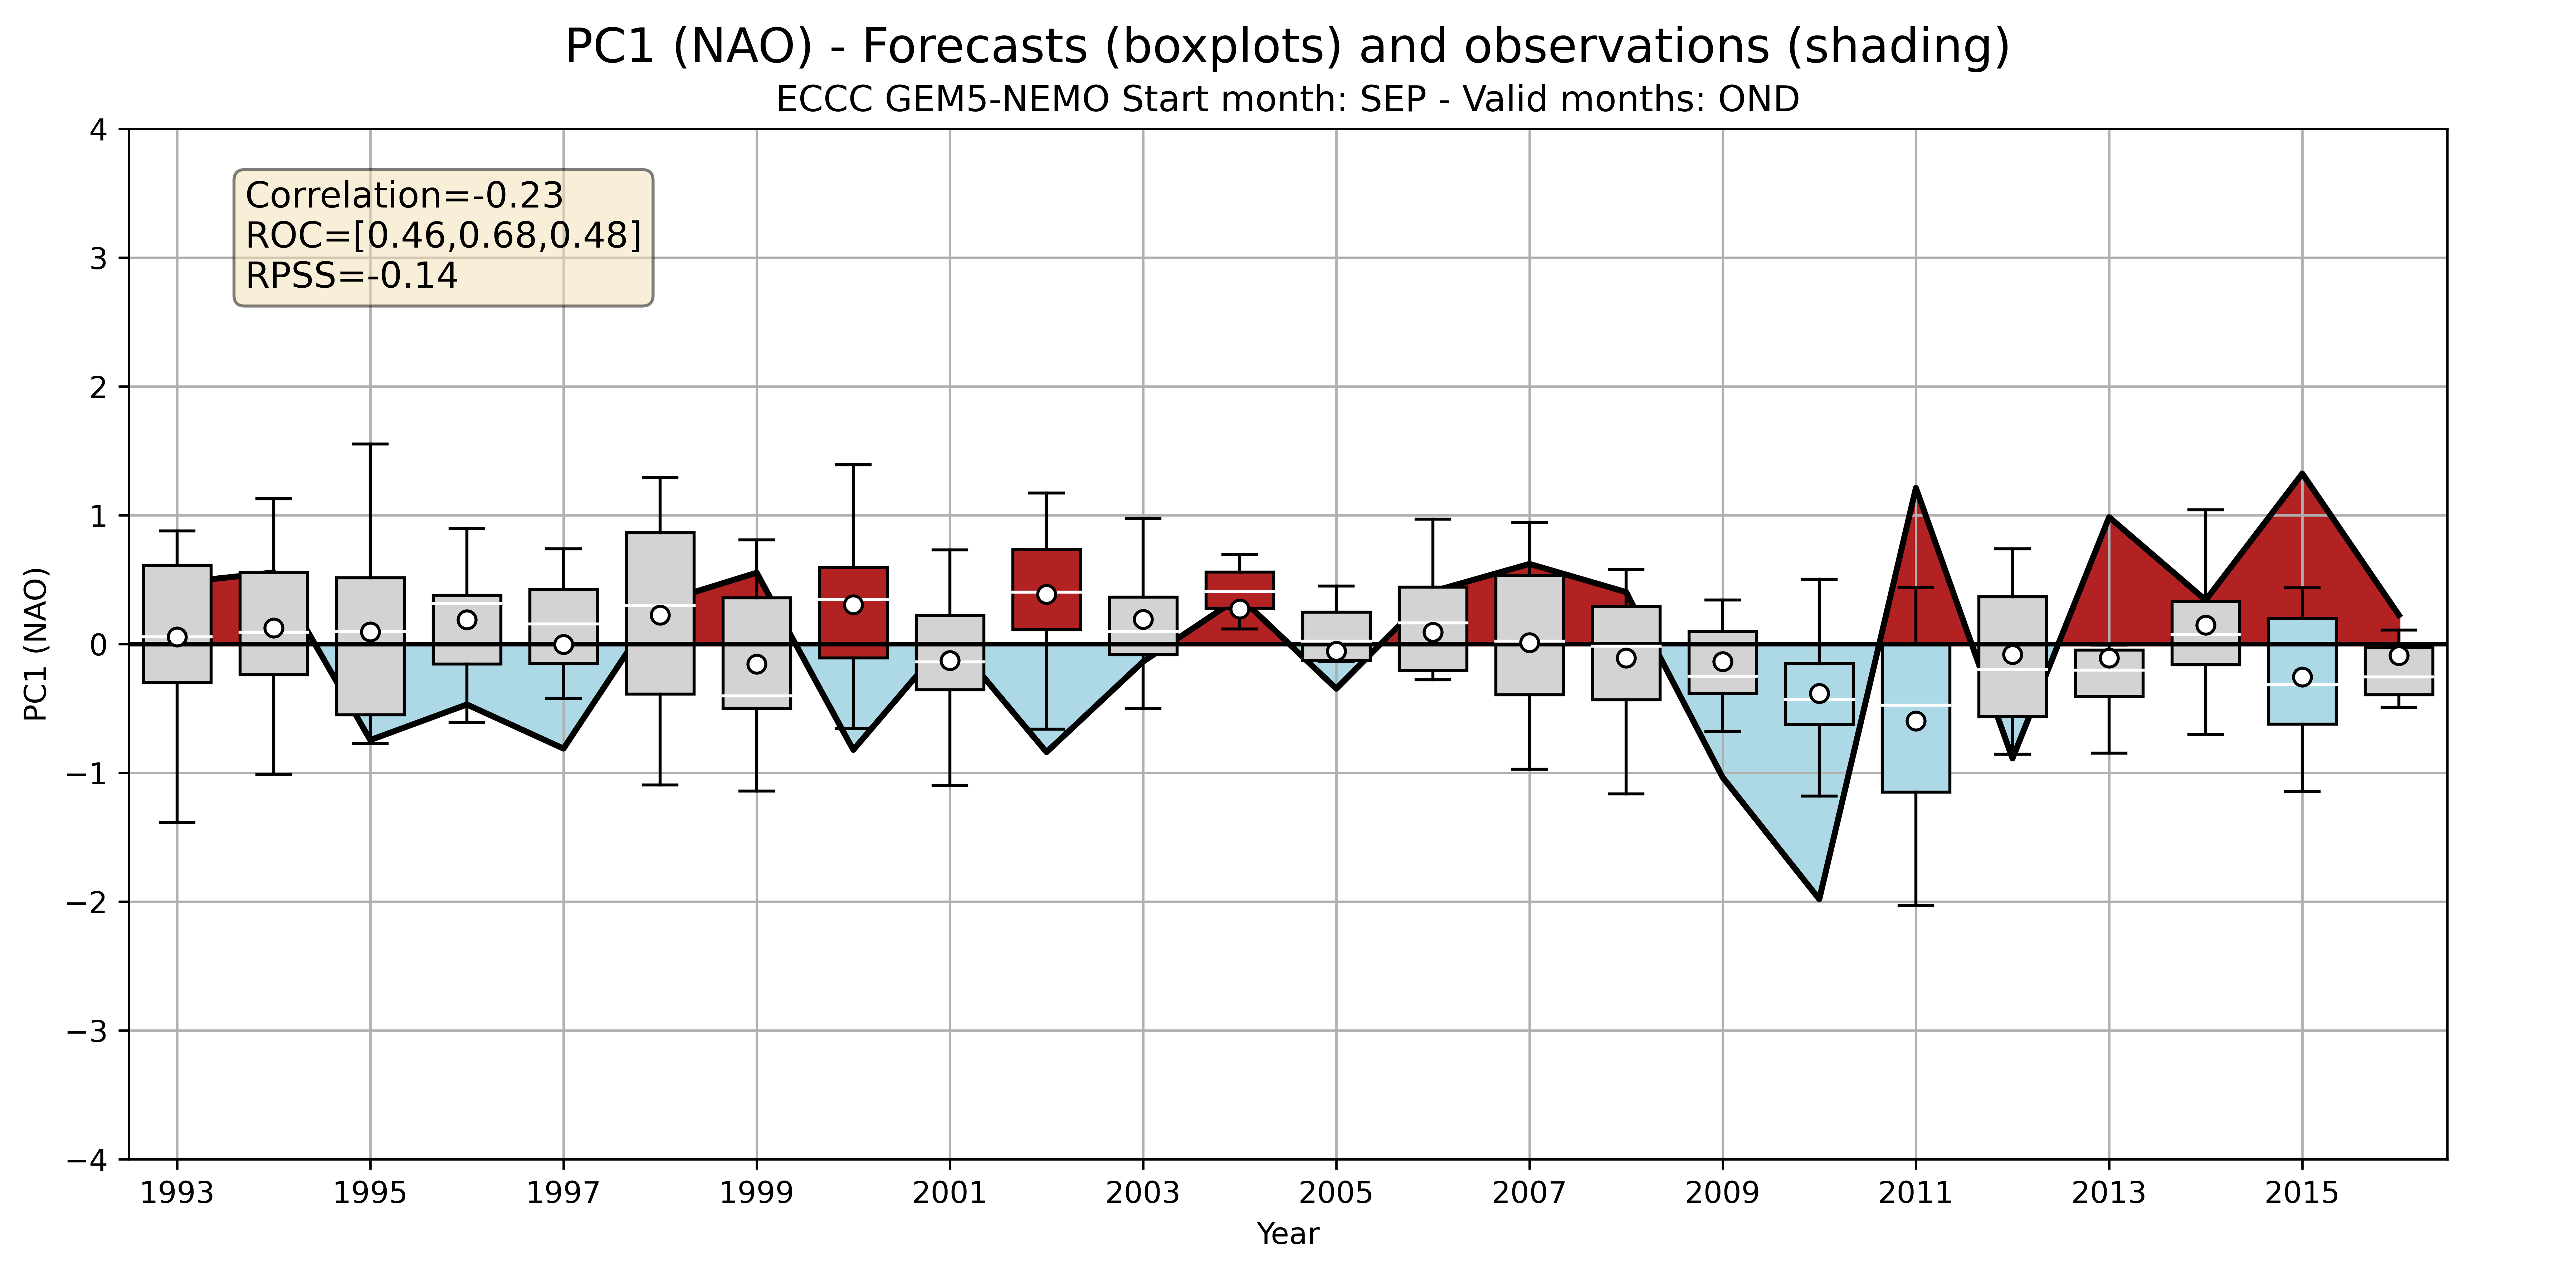 PC1 (NAO) - Forecasts (boxplots) and observations (shading)
ECCC GEM5-NEMO Start month: SEP - Valid months: OND
Correlation=-0.23
ROC=[0.46,0.68,0.48]
RPSS=-0.14
PC1 (NAO)
4
3
2
1
0
−1
−2
−3
−4
1993 1995 1997 1999 2001 2003 2005 2007 2009 2011 2013 2015
Year